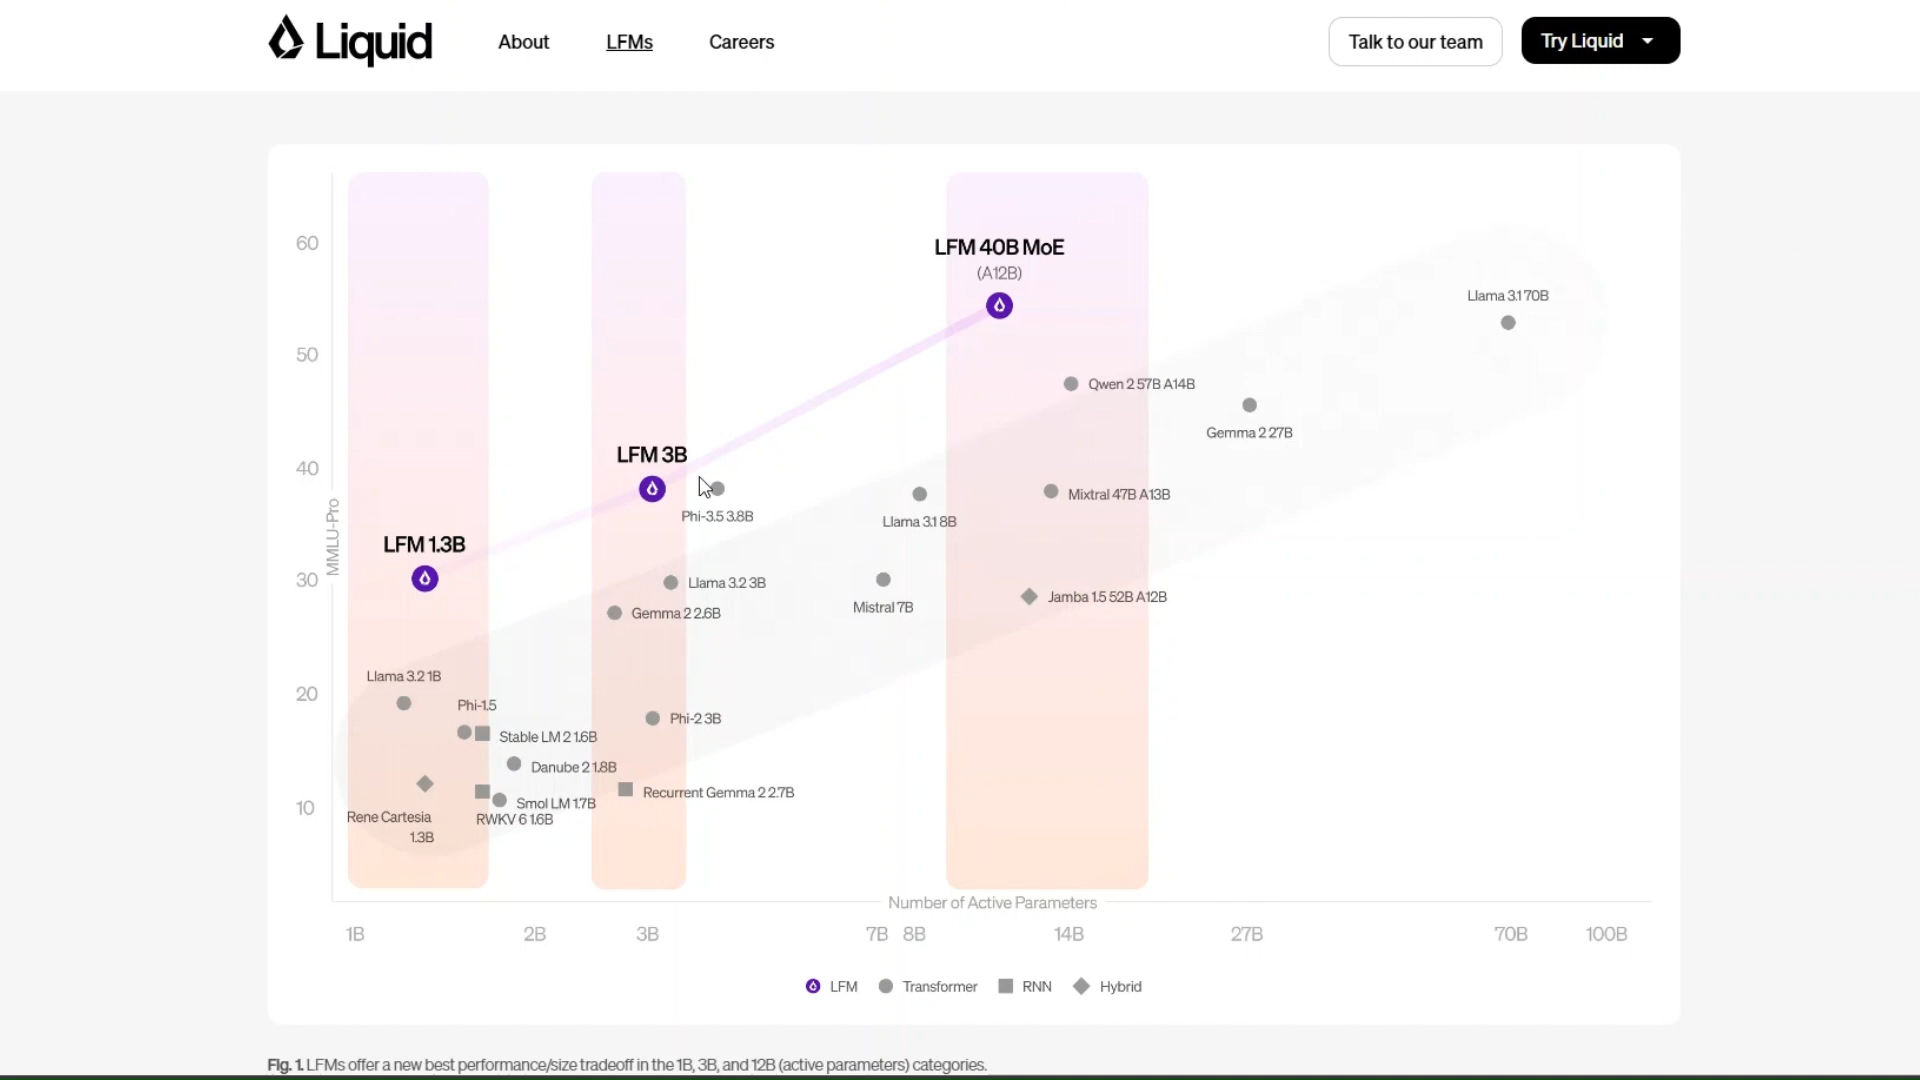 Liquid
About
LFMs
Careers
Talk to our team
Try Liquid
60
50
40
30
20
10
MMLU-Pro
LFM 40B MoE
(A12B)
Llama 3.1 70B
Qwen 2 57B A14B
Gemma 2 27B
LFM 3B
Phi-3.5 3.8B
Llama 3.1 8B
Mixtral 47B A13B
LFM 1.3B
Llama 3.2 3B
Gemma 2 2.6B
Mistral 7B
Jamba 1.5 52B A12B
Llama 3.2 1B
Phi-1.5
Stable LM 2 1.6B
Phi-2 3B
Danube 2 1.8B
Smol LM 1.7B
Recurrent Gemma 2 2.7B
Rene Cartesia
1.3B
RWKV 6 1.6B
Number of Active Parameters
1B
2B
3B
7B
8B
14B
27B
70B
100B
LFM
Transformer
RNN
Hybrid
Fig. 1. LFMs offer a new best performance/size tradeoff in the 1B, 3B, and 12B (active parameters) categories.